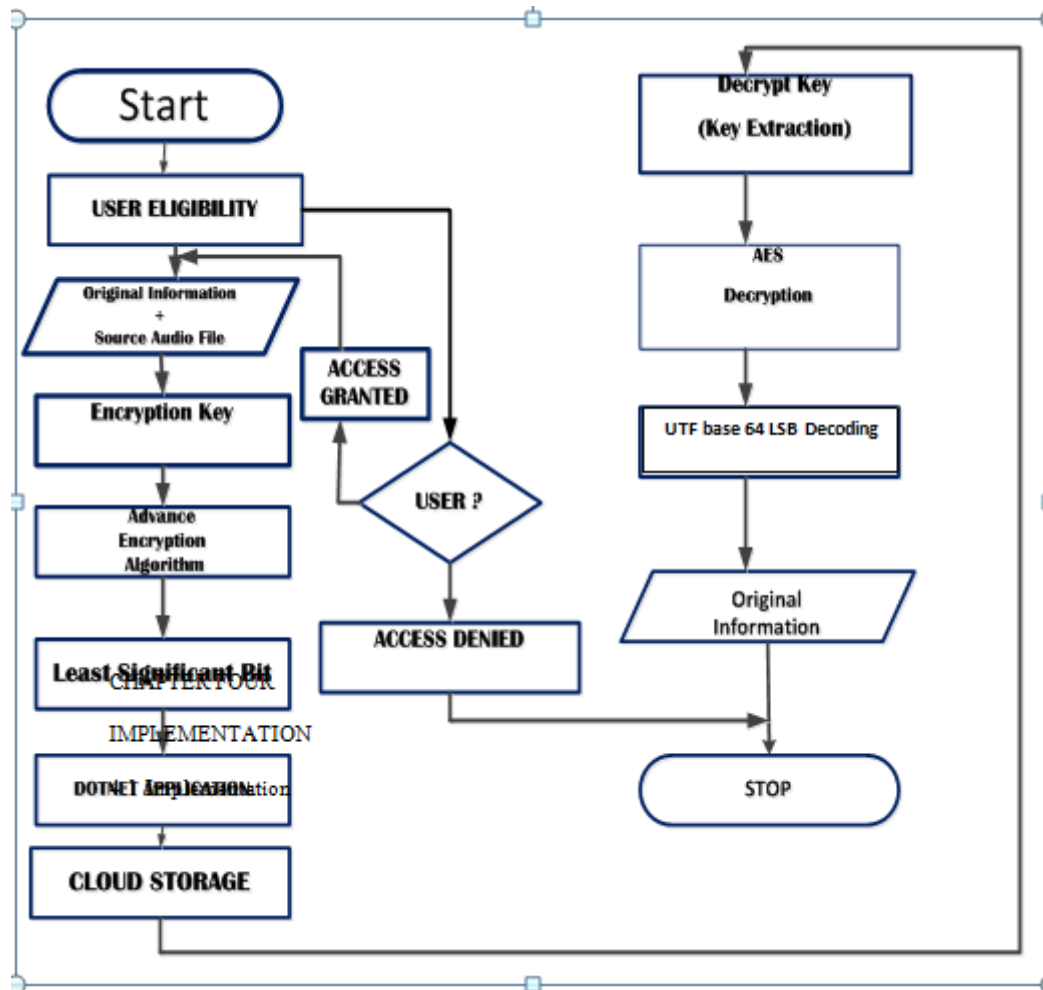 Start
USER ELIGIBILITY
Original Information
+
Source Audio File
Encryption Key
Advance
Encryption
Algorithm
Least Significant Bit
CHAPTER FOUR
IMPLEMENTATION
DOTNET APPLICATION
Implementation
CLOUD STORAGE
ACCESS
GRANTED
USER ?
ACCESS DENIED
Decrypt Key
(Key Extraction)
AES
Decryption
UTF base 64 LSB Decoding
Original
Information
STOP